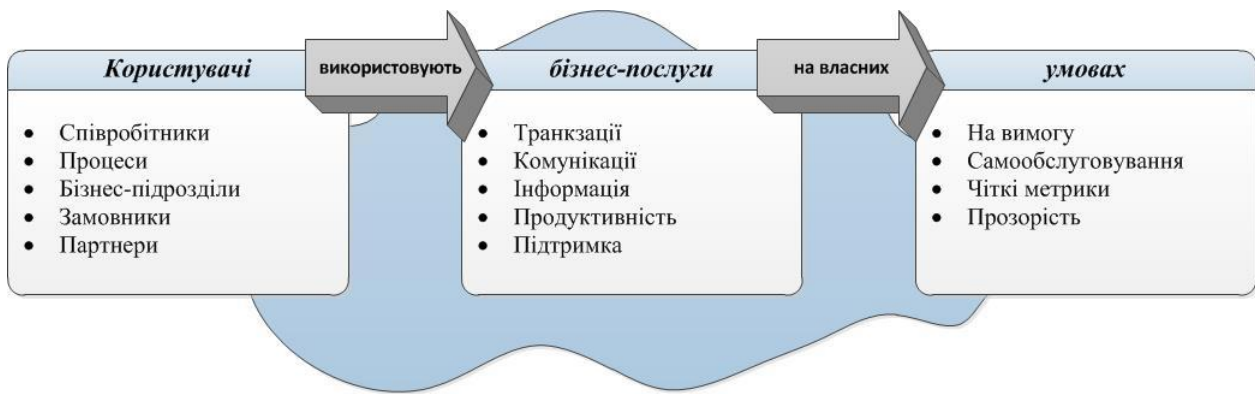 Користувачі
використовують
бізнес-послуги
на власних
умовах
• Співробітники
• Процеси
• Бізнес-підрозділи
• Замовники
• Партнери
• Транкзації
• Комунікації
• Інформація
• Продуктивність
• Підтримка
• На вимогу
• Самообслуговування
• Чіткі метрики
• Прозорість